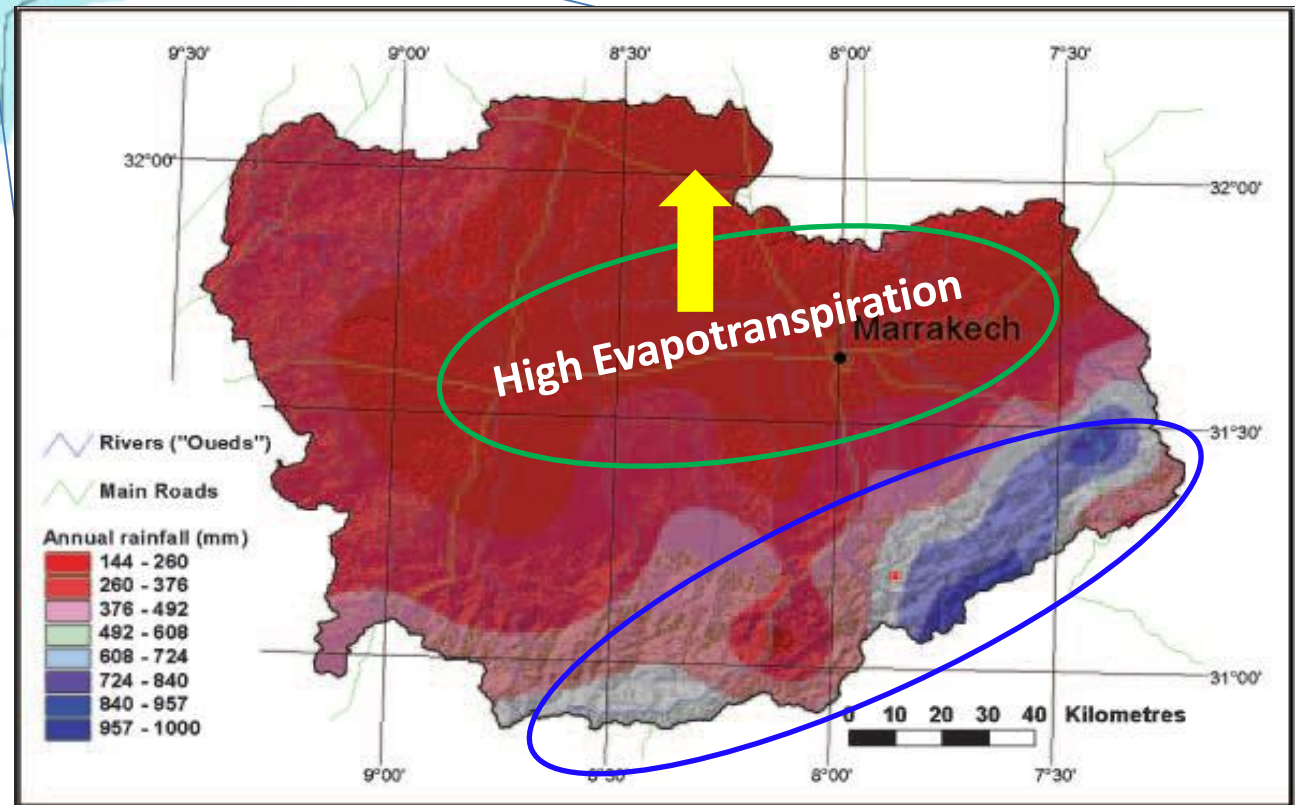 9°30' 9°00' 8°30' 8°00' 7°30'
32°00' 32°00'
High Evapotranspiration
Marrakech
31°30'
Rivers ("Oueds")
Main Roads
Annual rainfall (mm)
144 - 260
260 - 376
376 - 492
492 - 608
608 - 724
724 - 840
840 - 957
957 - 1000
31°00'
0 10 20 30 40 Kilometres
9°00' 8°30' 8°00' 7°30'